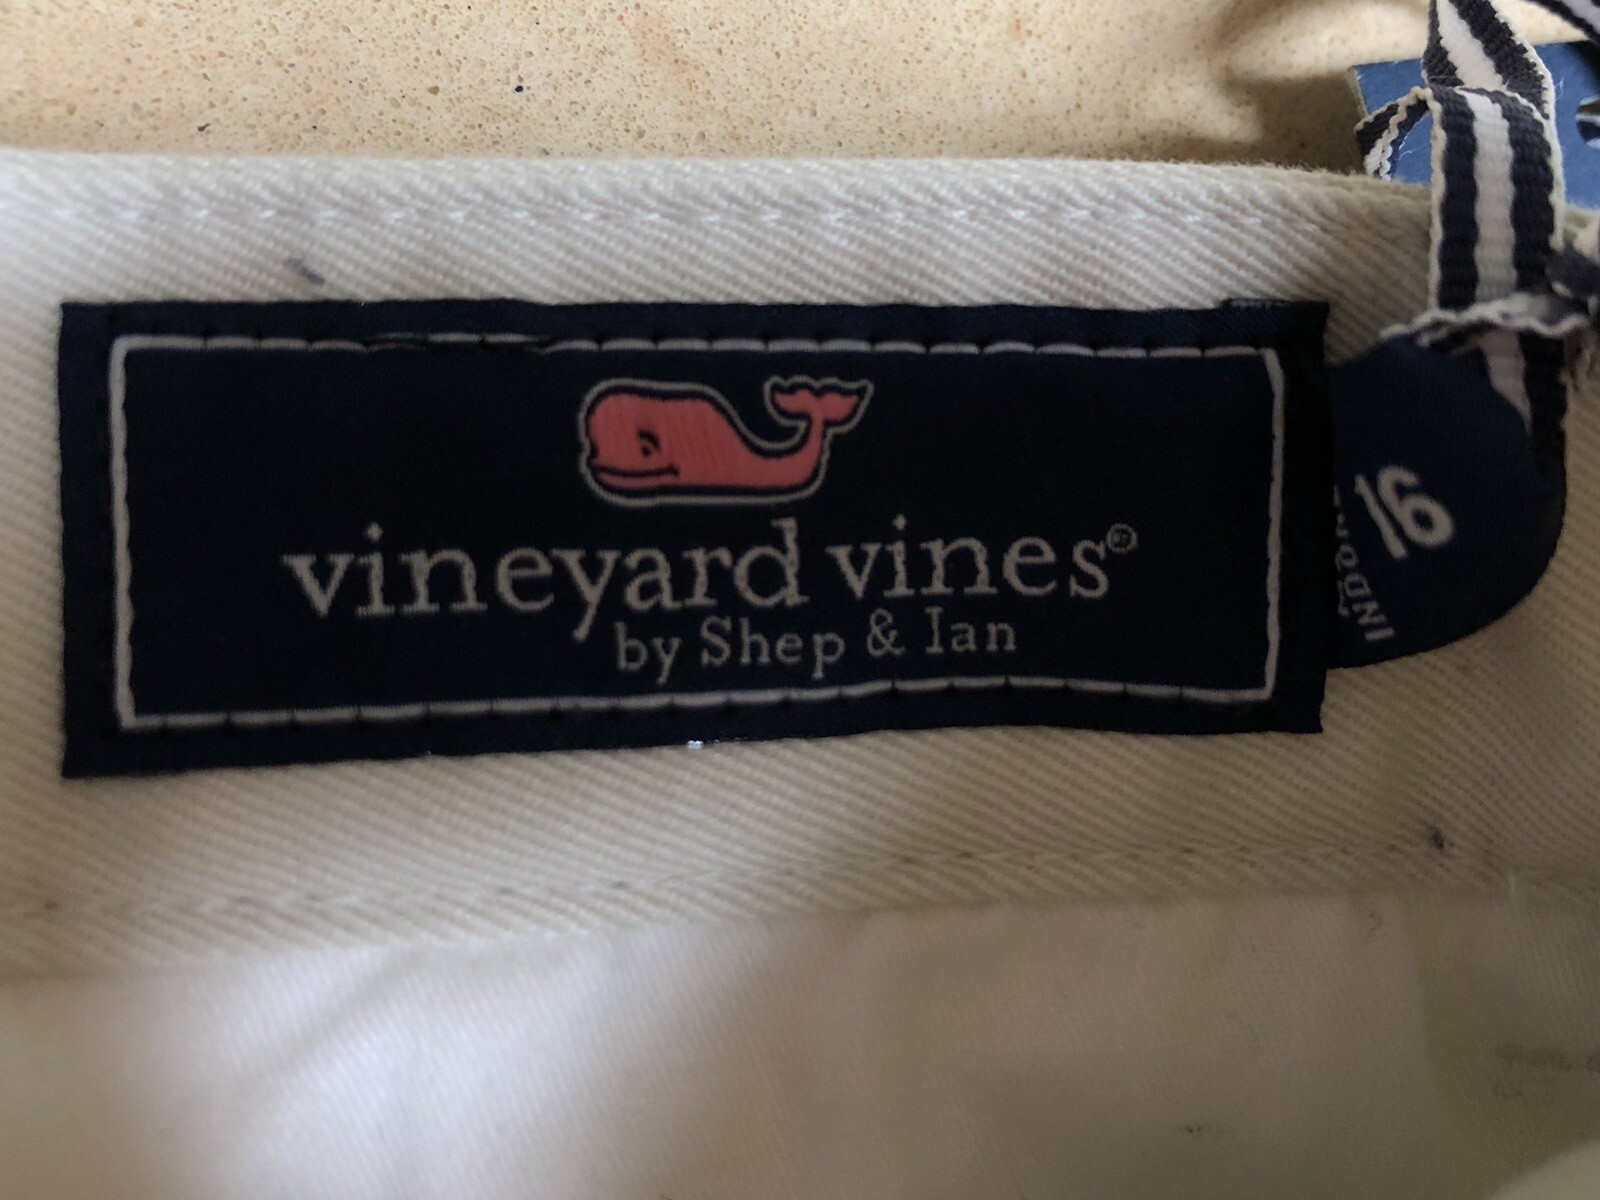 vineyard vines®
by Shep & Ian
16